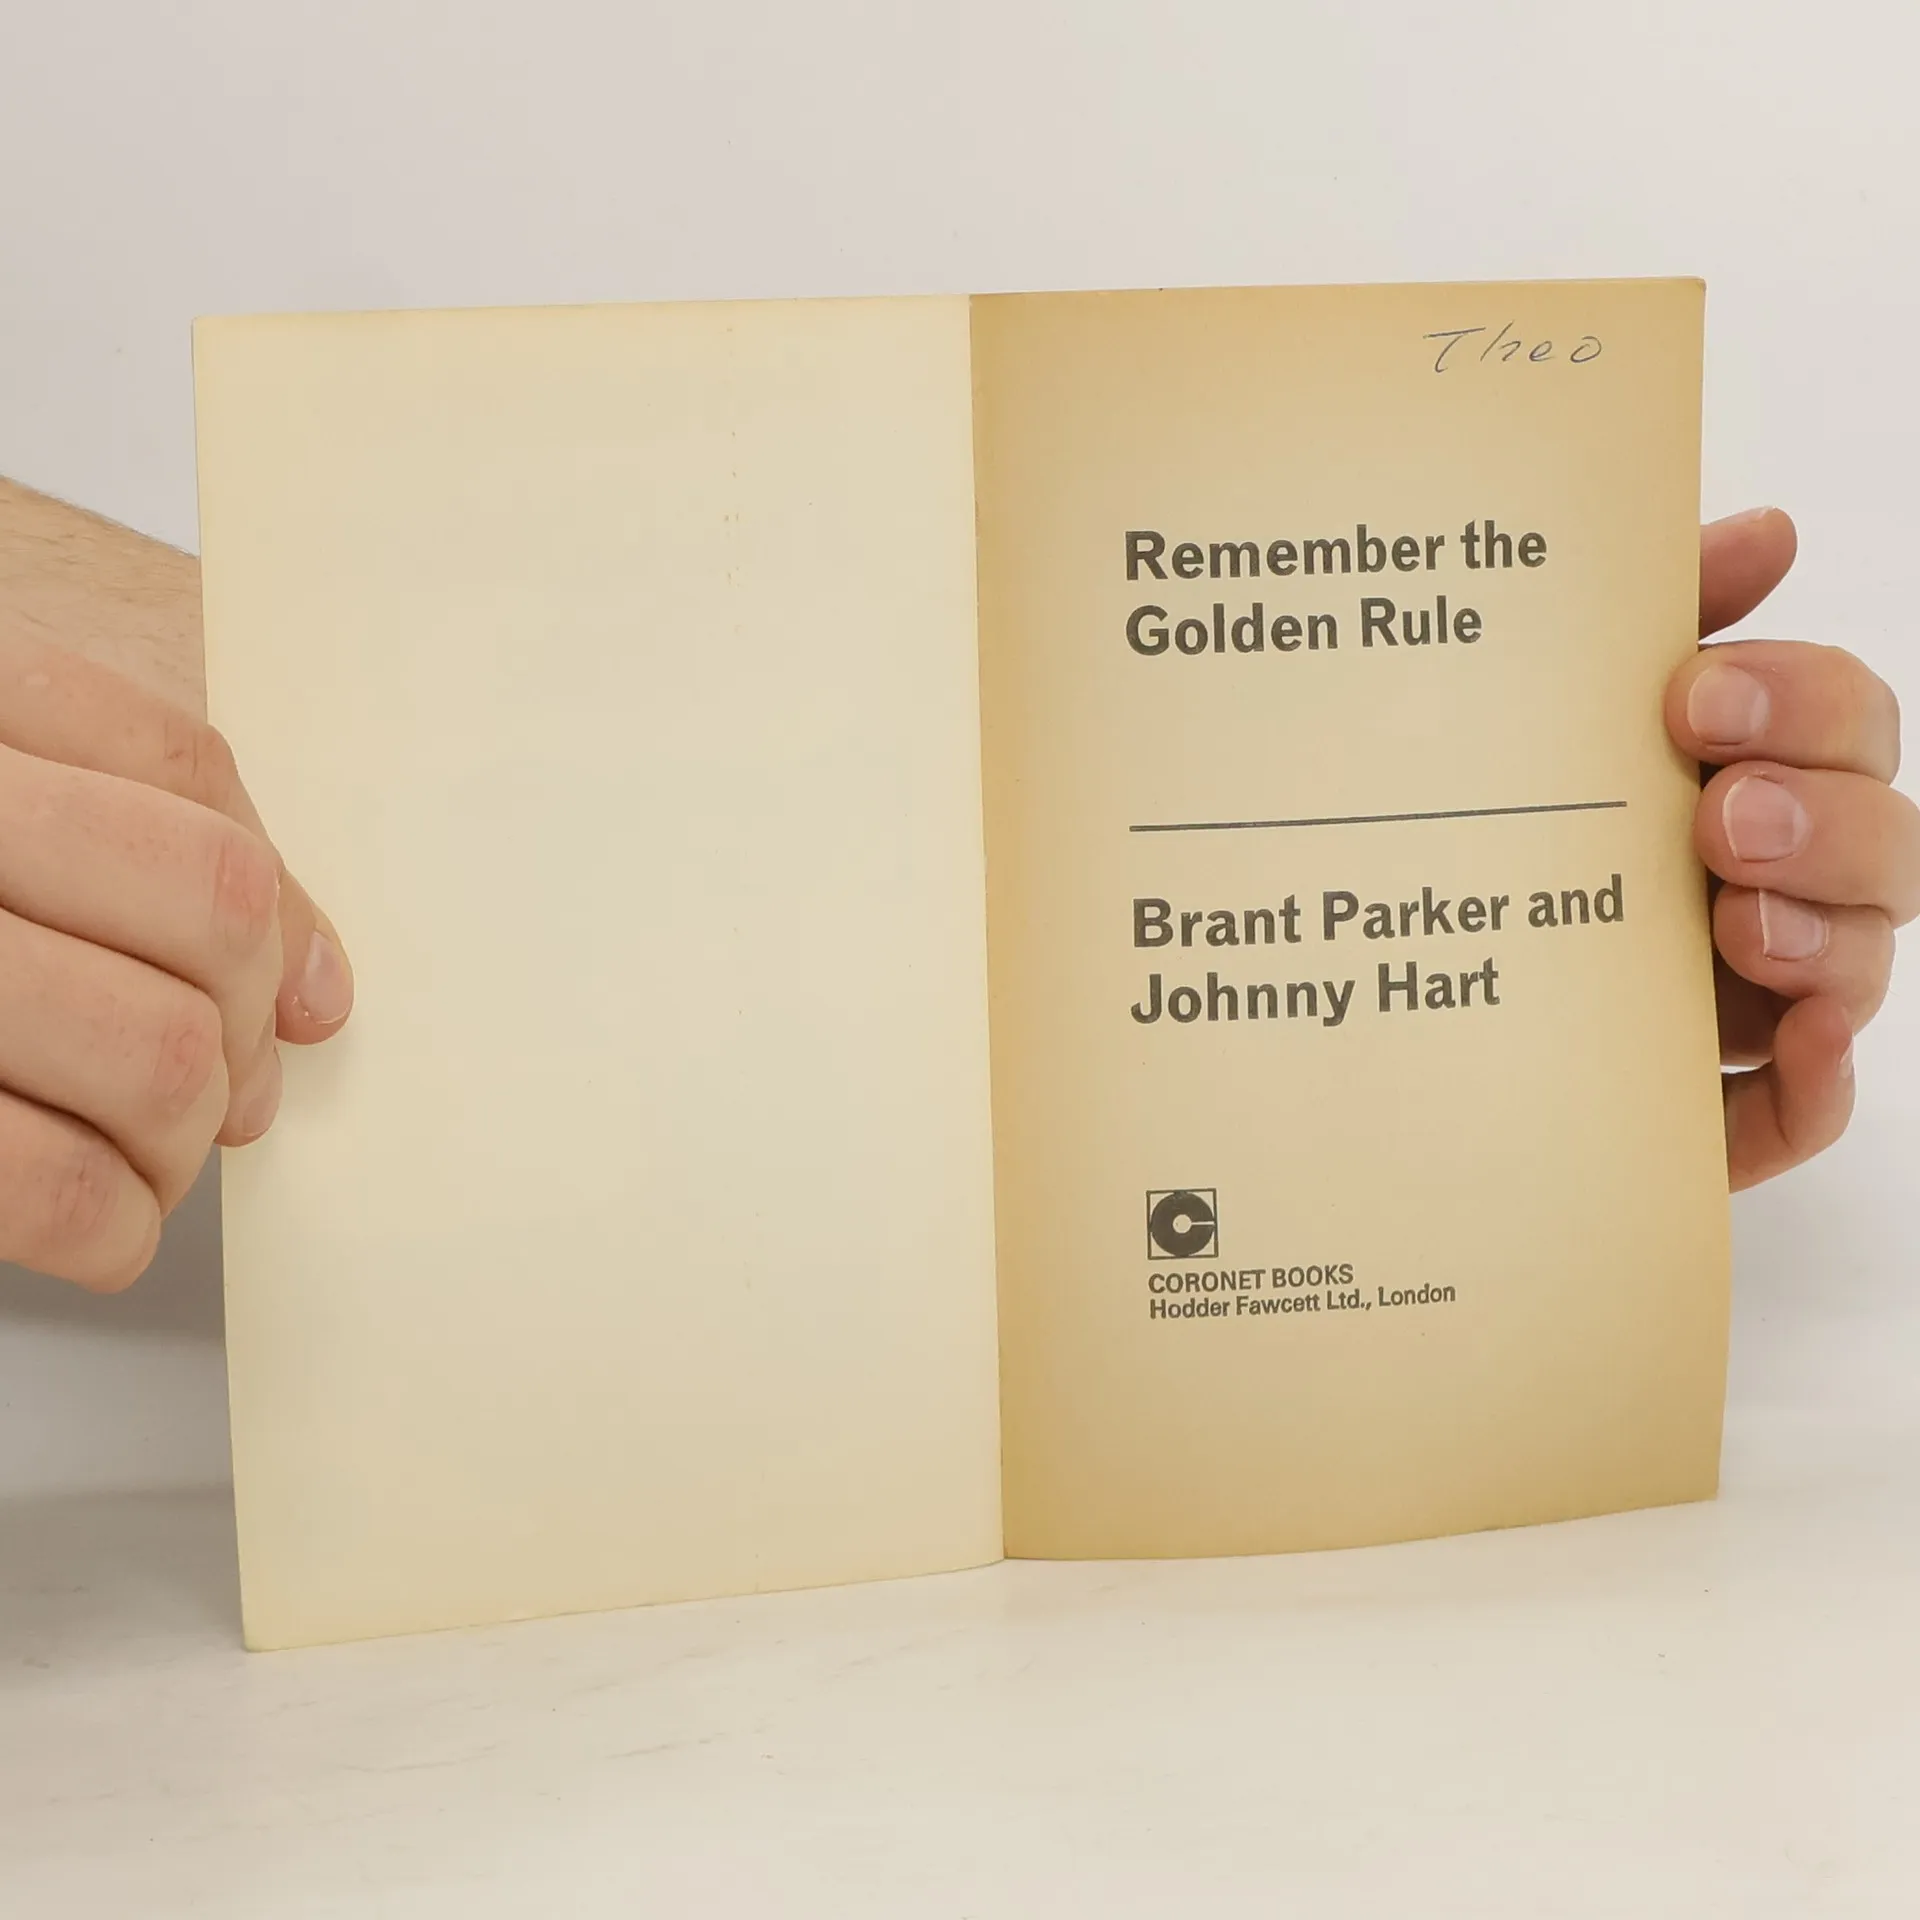 Theo
Remember the
Golden Rule
Brant Parker and
Johnny Hart
CORONET BOOKS
Hodder Fawcett Ltd., London